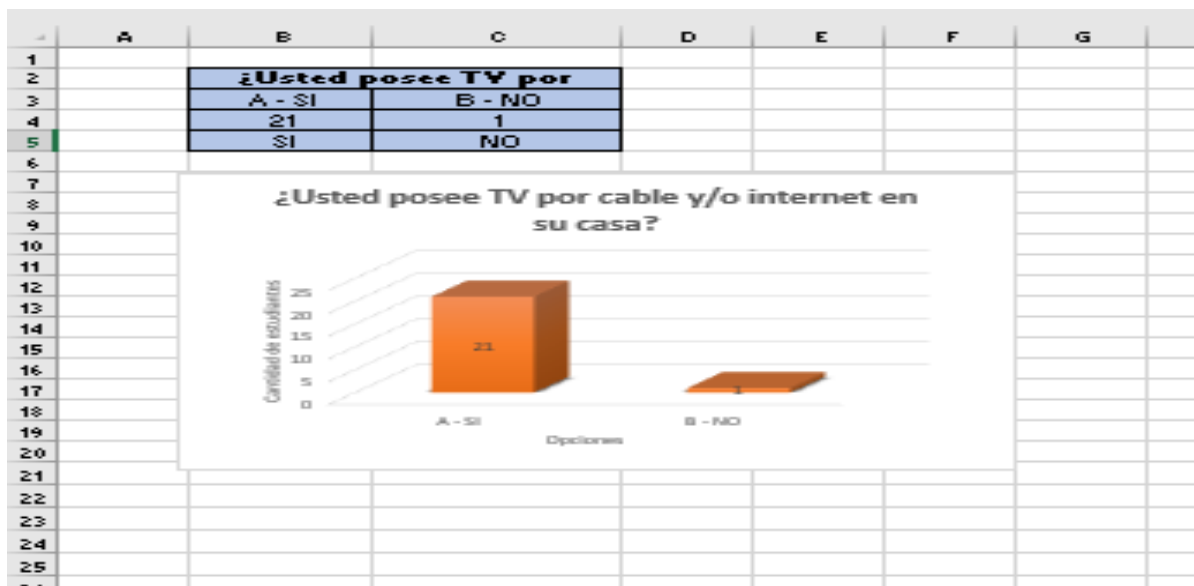 A B C D E F G
1
2 ¿Usted posee TV por
3 A - SI B - NO
4 21 1
5 SI NO
6
7
8
9
10
11
12
13
14
15
16
17
18
19
20
21
22
23
24
25
¿Usted posee TV por cable y/o internet en
su casa?
Cantidad de estudiantes
25
20
15
10
5
0
21
1
A - SI B - NO
Opciones